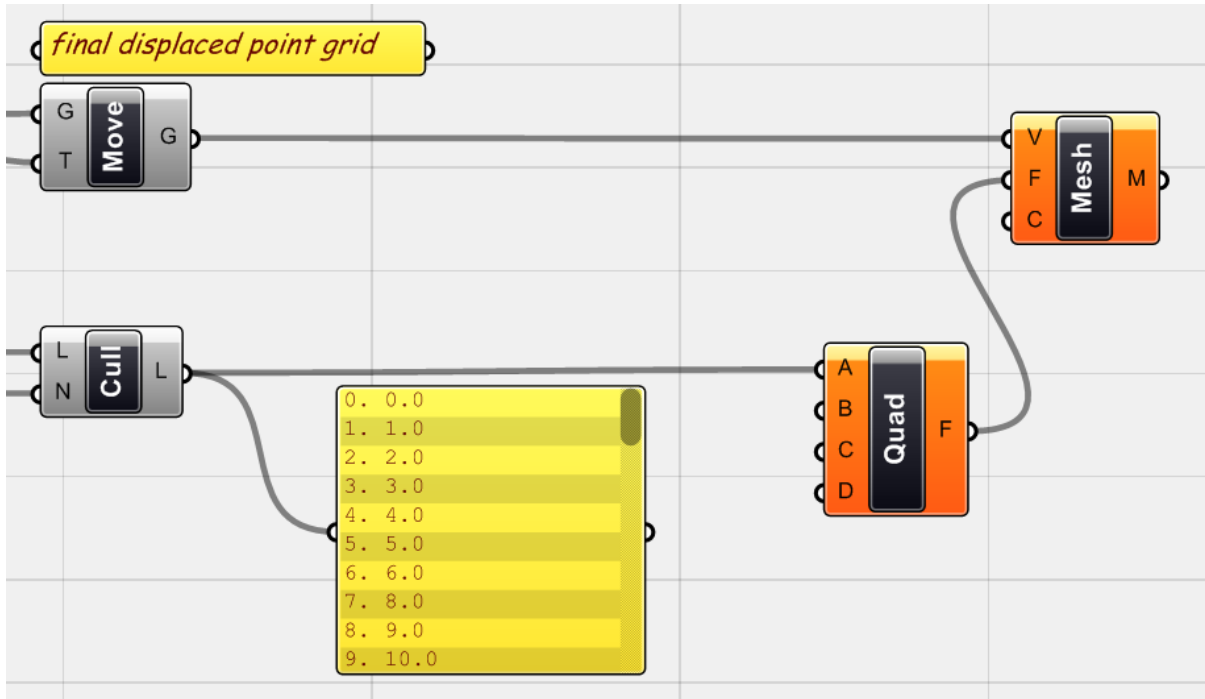 final displaced point grid
G
T
Move
G
V
F
C
Mesh
M
L
N
Cull
L
0. 0.0
1. 1.0
2. 2.0
3. 3.0
4. 4.0
5. 5.0
6. 6.0
7. 8.0
8. 9.0
9. 10.0
A
B
C
D
Quad
F